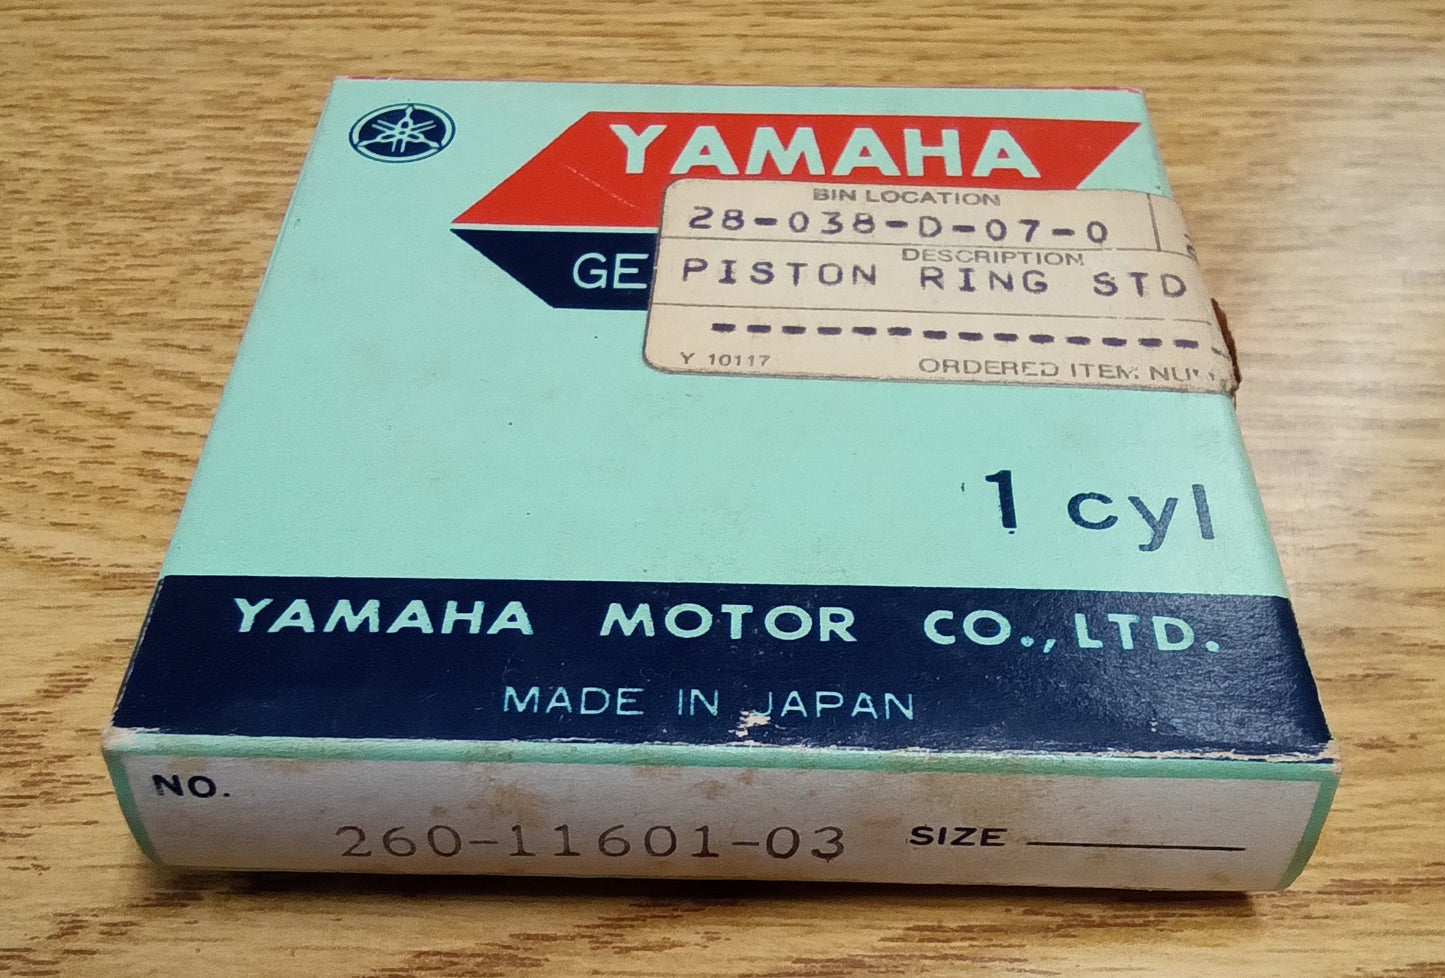 YAMAHA
BIN LOCATION
28-038-D-07-0
DESCRIPTION
GE
PISTON RING STD
Y 10117 ORDERED ITEM
1 cyl
YAMAHA MOTOR CO., LTD.
MADE IN JAPAN
NO.
260-11601-03 SIZE